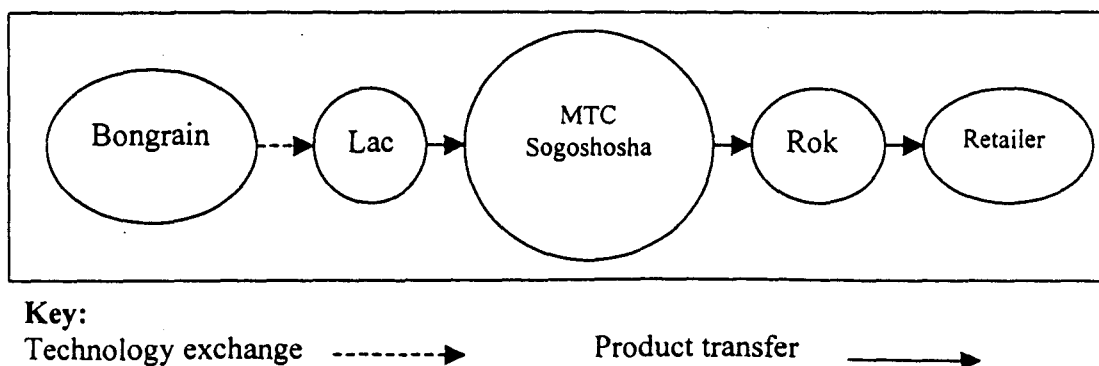 Bongrain
Lac
MTC
Sogoshosha
Rok
Retailer
Key:
Technology exchange
Product transfer